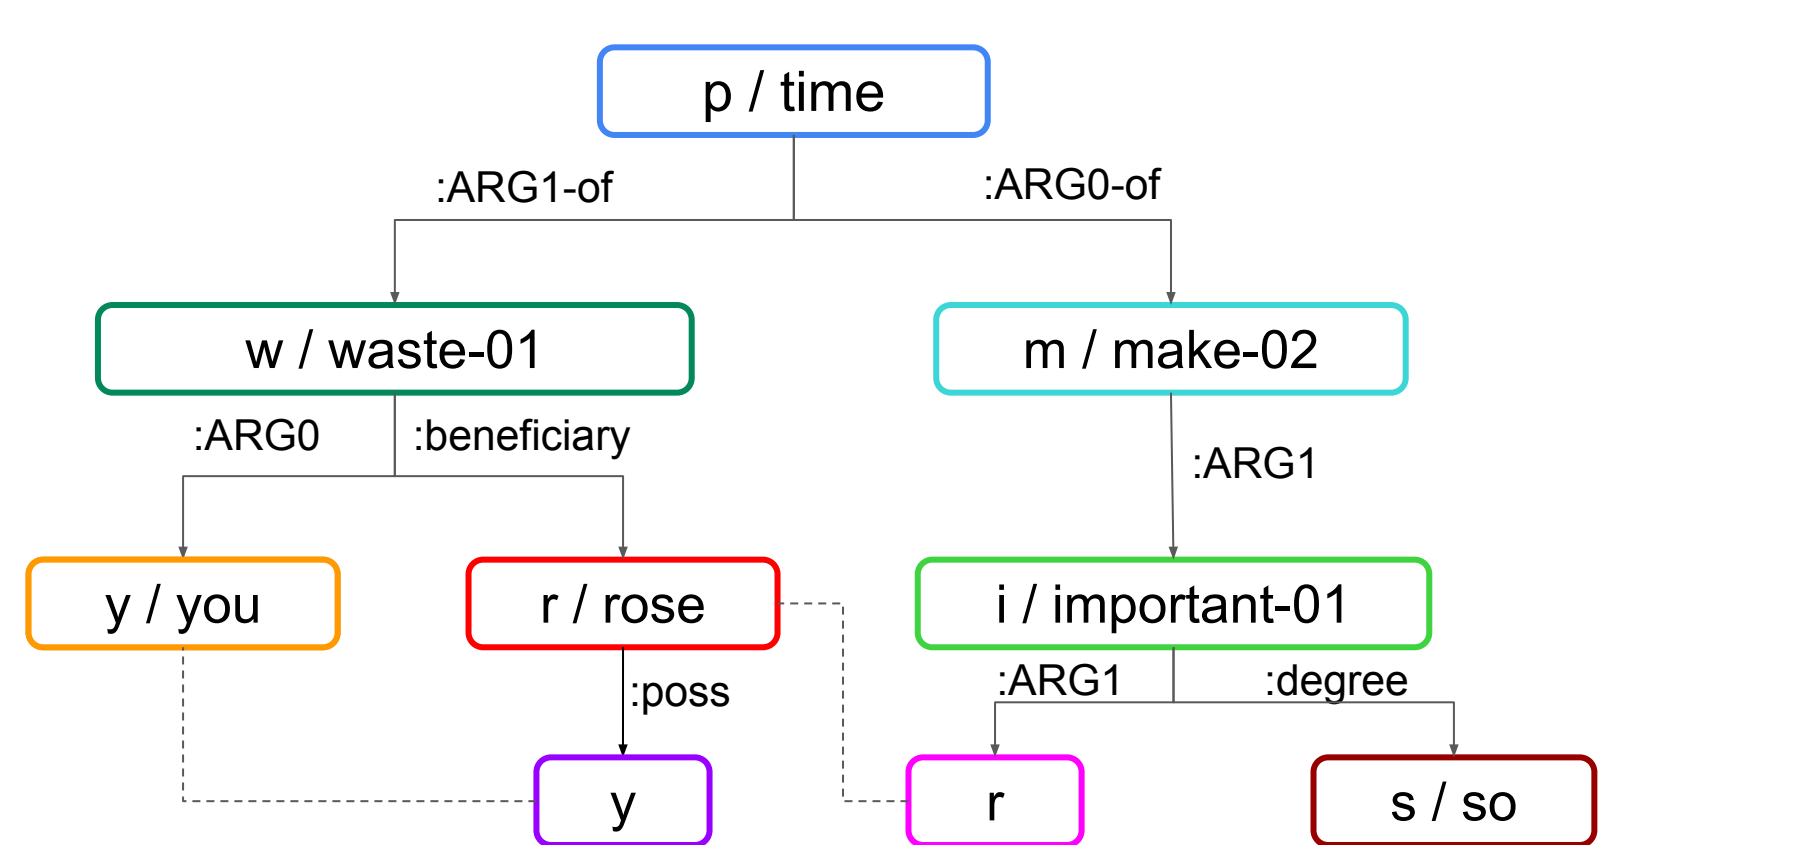 p / time
:ARG1-of
:ARG0-of
w / waste-01
m / make-02
:ARG0
:beneficiary
:ARG1
y / you
r / rose
i / important-01
:poss
:ARG1
:degree
y
r
s / so